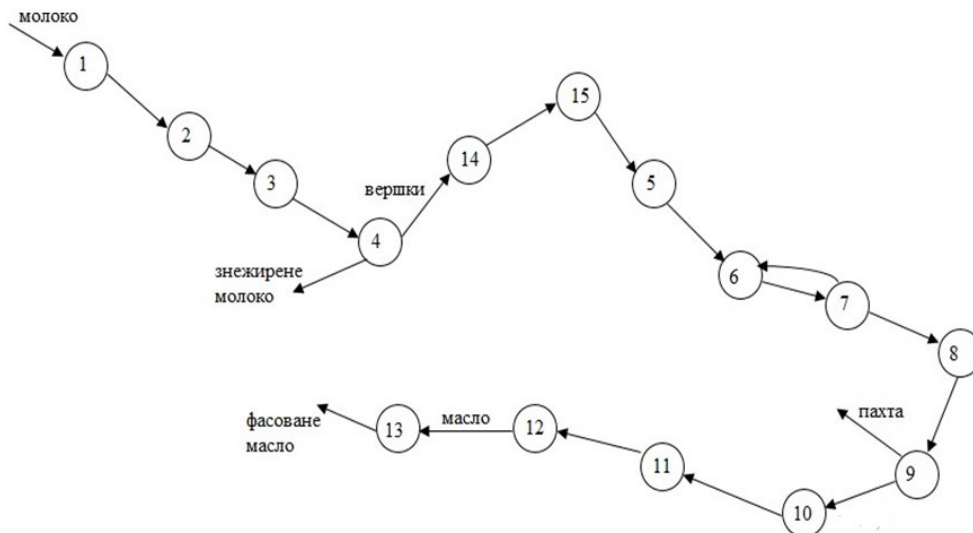 молоко
1
2
3
4
вершки
знежирене
молоко
14
15
5
6
7
8
9
пахта
10
11
12
масло
13
фасоване
масло